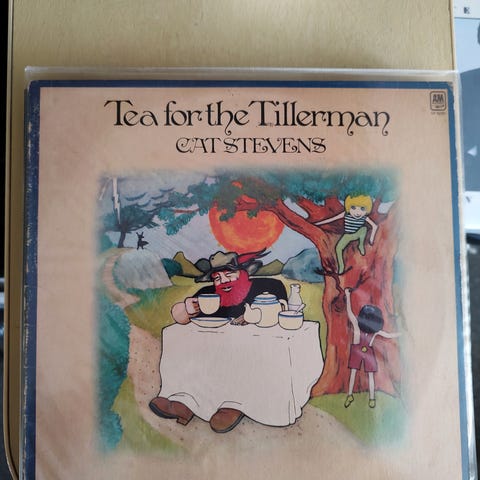 Tea for the Tillerman
CAT STEVENS
A&M